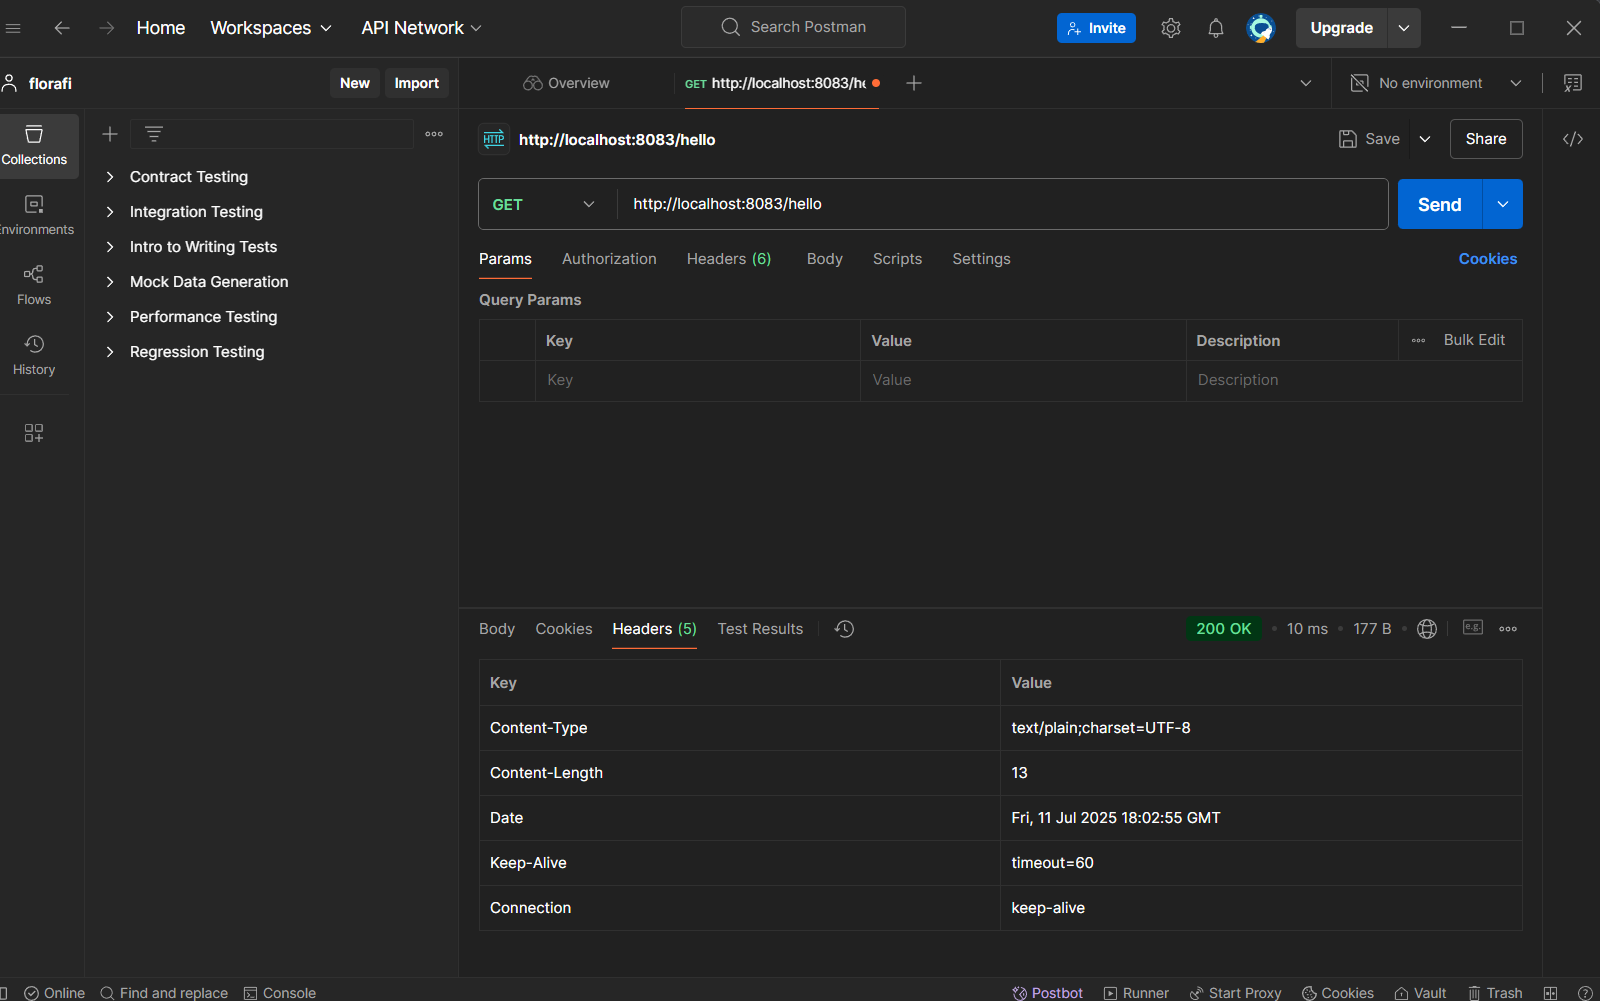 Home Workspaces API Network Search Postman Invite Upgrade
florafi New Import Overview GET http://localhost:8083/he No environment
http://localhost:8083/hello Save Share
Collections
Contract Testing
Integration Testing
Intro to Writing Tests
Mock Data Generation
Performance Testing
Regression Testing
Environments
Flows
History
HTTP
GET http://localhost:8083/hello Send
Params Authorization Headers (6) Body Scripts Settings Cookies
Query Params
Key Value Description Bulk Edit
Key Value Description
Body Cookies Headers (5) Test Results 200 OK 10 ms 177 B e.g.
Key Value
Content-Type text/plain;charset=UTF-8
Content-Length 13
Date Fri, 11 Jul 2025 18:02:55 GMT
Keep-Alive timeout=60
Connection keep-alive
Online Find and replace Console Postbot Runner Start Proxy Cookies Vault Trash